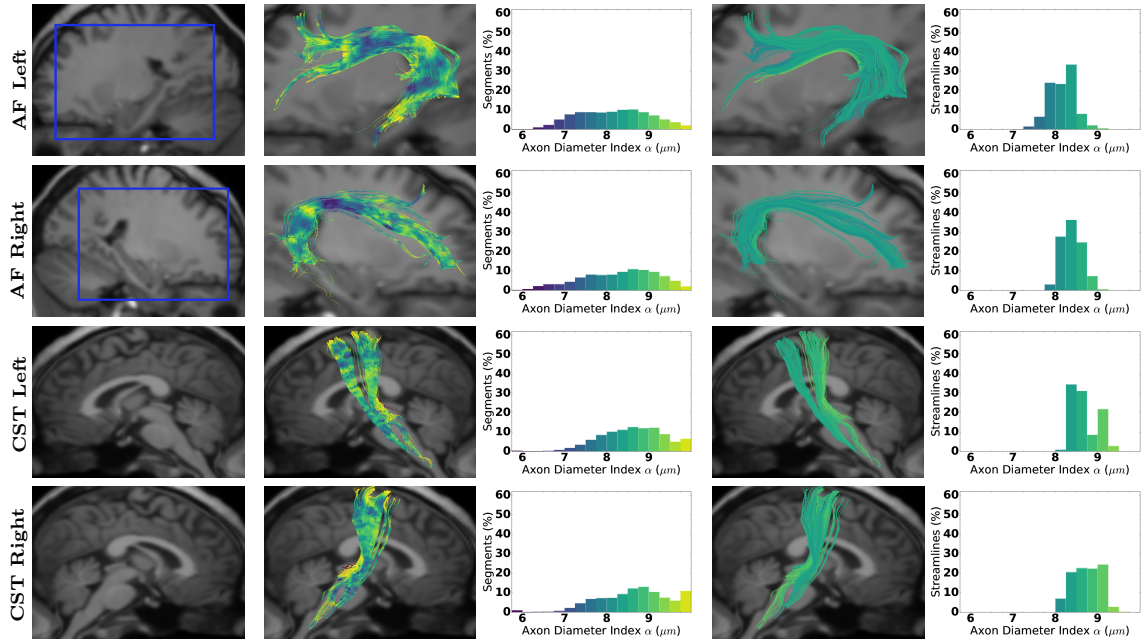 AF Left
60
50
40
30
20
10
0
Segments (%)
6 7 8 9
Axon Diameter Index α (μm)
60
50
40
30
20
10
0
Streamlines (%)
6 7 8 9
Axon Diameter Index α (μm)
AF Right
60
50
40
30
20
10
0
Segments (%)
6 7 8 9
Axon Diameter Index α (μm)
60
50
40
30
20
10
0
Streamlines (%)
6 7 8 9
Axon Diameter Index α (μm)
CST Left
60
50
40
30
20
10
0
Segments (%)
6 7 8 9
Axon Diameter Index α (μm)
60
50
40
30
20
10
0
Streamlines (%)
6 7 8 9
Axon Diameter Index α (μm)
CST Right
60
50
40
30
20
10
0
Segments (%)
6 7 8 9
Axon Diameter Index α (μm)
60
50
40
30
20
10
0
Streamlines (%)
6 7 8 9
Axon Diameter Index α (μm)